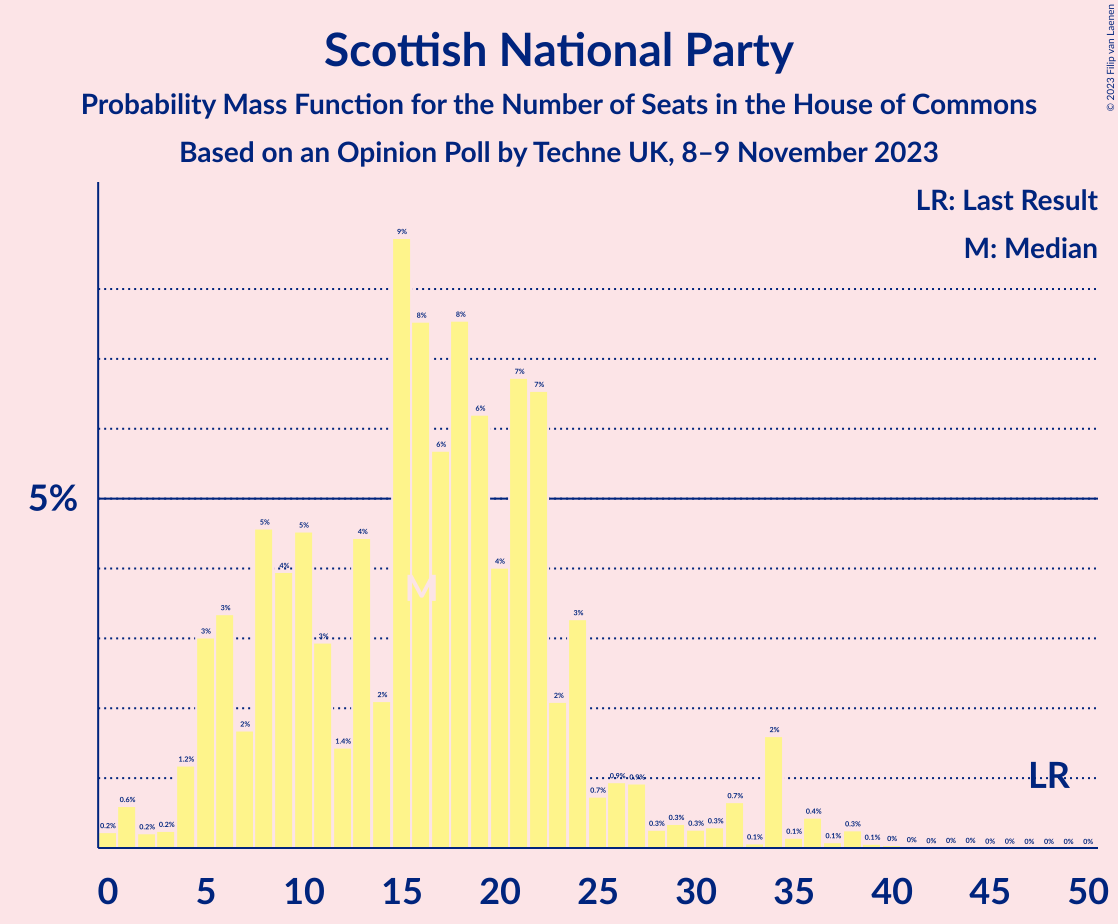 Scottish National Party
Probability Mass Function for the Number of Seats in the House of Commons
Based on an Opinion Poll by Techne UK, 8–9 November 2023
© 2023 Filip van Laenen
LR: Last Result
M: Median
5%
0.2% 0.6% 0.2% 0.2% 1.2% 3% 3% 2% 5% 4% 5% 3% 1.4% 4% 2% 9% 8% 6% 8% 6% 4% 7% 7% 2% 3% 0.7% 0.9% 0.9% 0.3% 0.3% 0.3% 0.3% 0.7% 0.1% 2% 0.1% 0.4% 0.1% 0.3% 0.1% 0% 0% 0% 0% 0% 0% 0% 0% 0% 0% 0%
M
LR
0 5 10 15 20 25 30 35 40 45 50